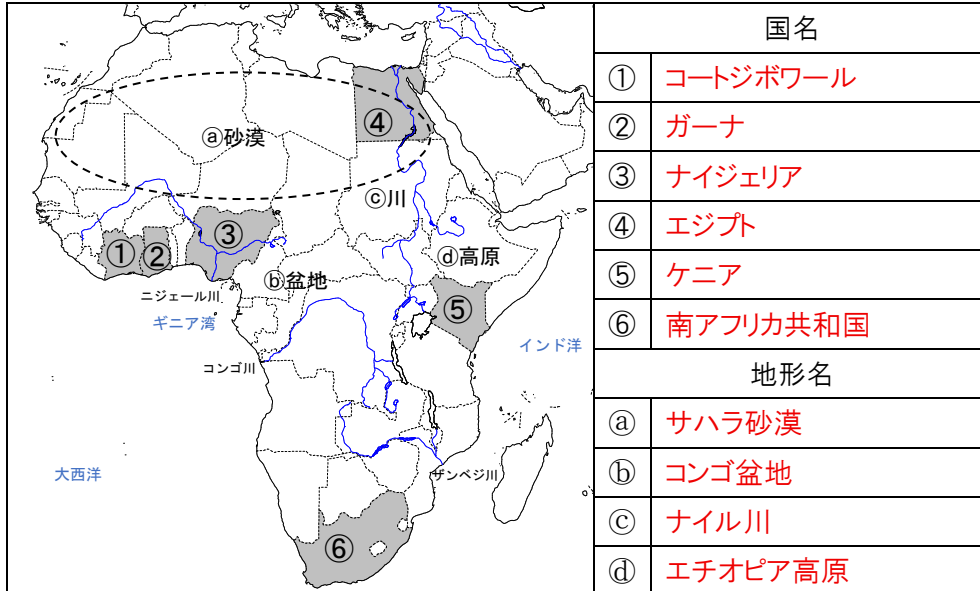 ④
ⓐ砂漠
ⓒ川
①
②
③
ⓓ高原
ⓑ盆地
ニジェール川
⑤
ギニア湾
インド洋
コンゴ川
大西洋
ザンベジ川
⑥
国名
① コートジボワール
② ガーナ
③ ナイジェリア
④ エジプト
⑤ ケニア
⑥ 南アフリカ共和国
地形名
ⓐ サハラ砂漠
ⓑ コンゴ盆地
ⓒ ナイル川
ⓓ エチオピア高原